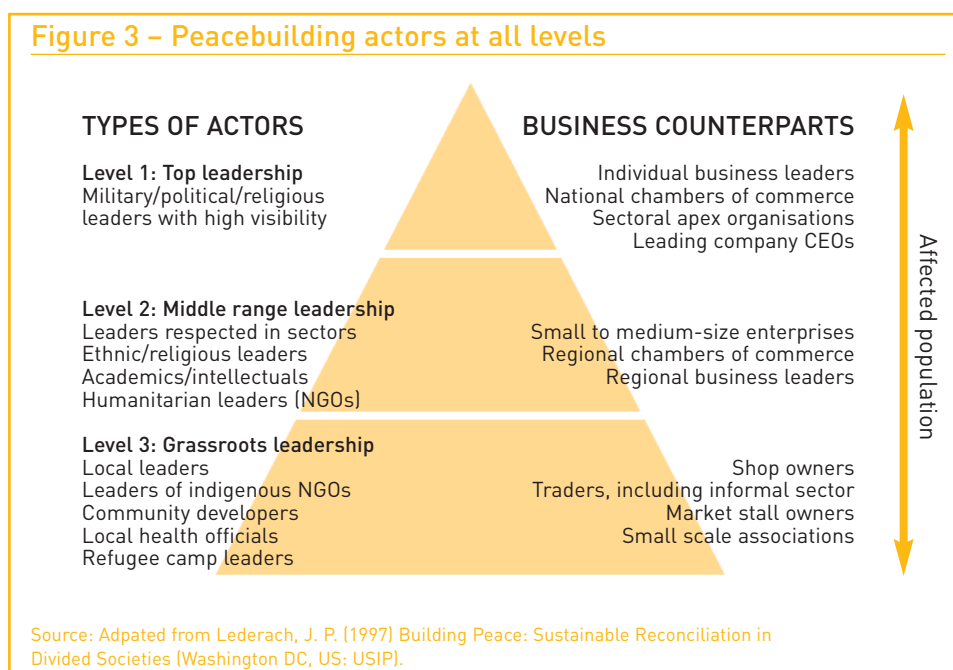 Figure 3 – Peacebuilding actors at all levels
TYPES OF ACTORS
Level 1: Top leadership
Military/political/religious
leaders with high visibility
Level 2: Middle range leadership
Leaders respected in sectors
Ethnic/religious leaders
Academics/intellectuals
Humanitarian leaders (NGOs)
Level 3: Grassroots leadership
Local leaders
Leaders of indigenous NGOs
Community developers
Local health officials
Refugee camp leaders
BUSINESS COUNTERPARTS
Individual business leaders
National chambers of commerce
Sectoral apex organisations
Leading company CEOs
Small to medium-size enterprises
Regional chambers of commerce
Regional business leaders
Shop owners
Traders, including informal sector
Market stall owners
Small scale associations
Affected population
Source: Adpated from Lederach, J. P. (1997) Building Peace: Sustainable Reconciliation in
Divided Societies (Washington DC, US: USIP).